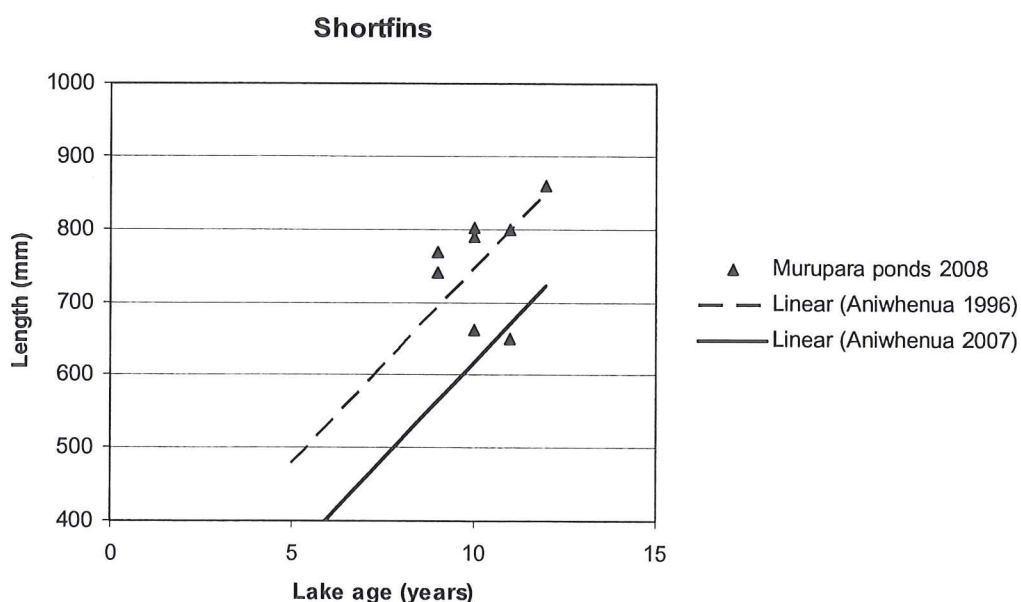 Shortfins
1000
900
800
700
600
500
400
Length (mm)
0 5 10 15
Lake age (years)
Murupara ponds 2008
Linear (Aniwhenua 1996)
Linear (Aniwhenua 2007)